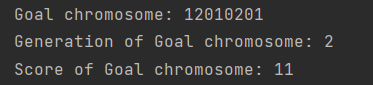 Goal chromosome: 12010201
Generation of Goal chromosome: 2
Score of Goal chromosome: 11